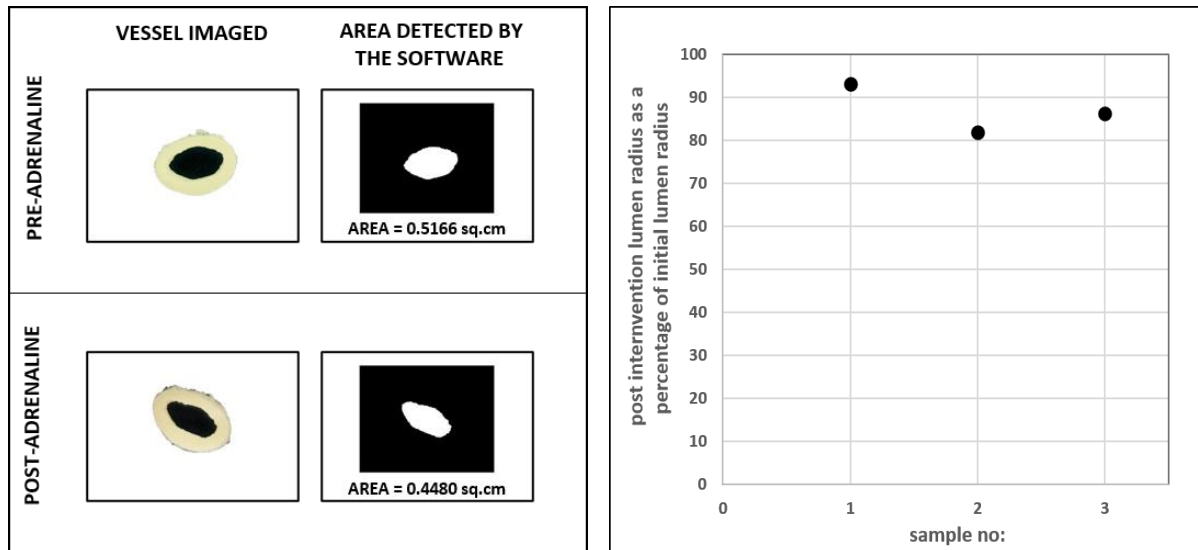 VESSEL IMAGED
AREA DETECTED BY
THE SOFTWARE
PRE-ADRENALINE
AREA = 0.5166 sq.cm
POST-ADRENALINE
AREA = 0.4480 sq.cm
post internvention lumen radius as a
percentage of initial lumen radius
100
90
80
70
60
50
40
30
20
10
0
0 1 2 3
sample no: